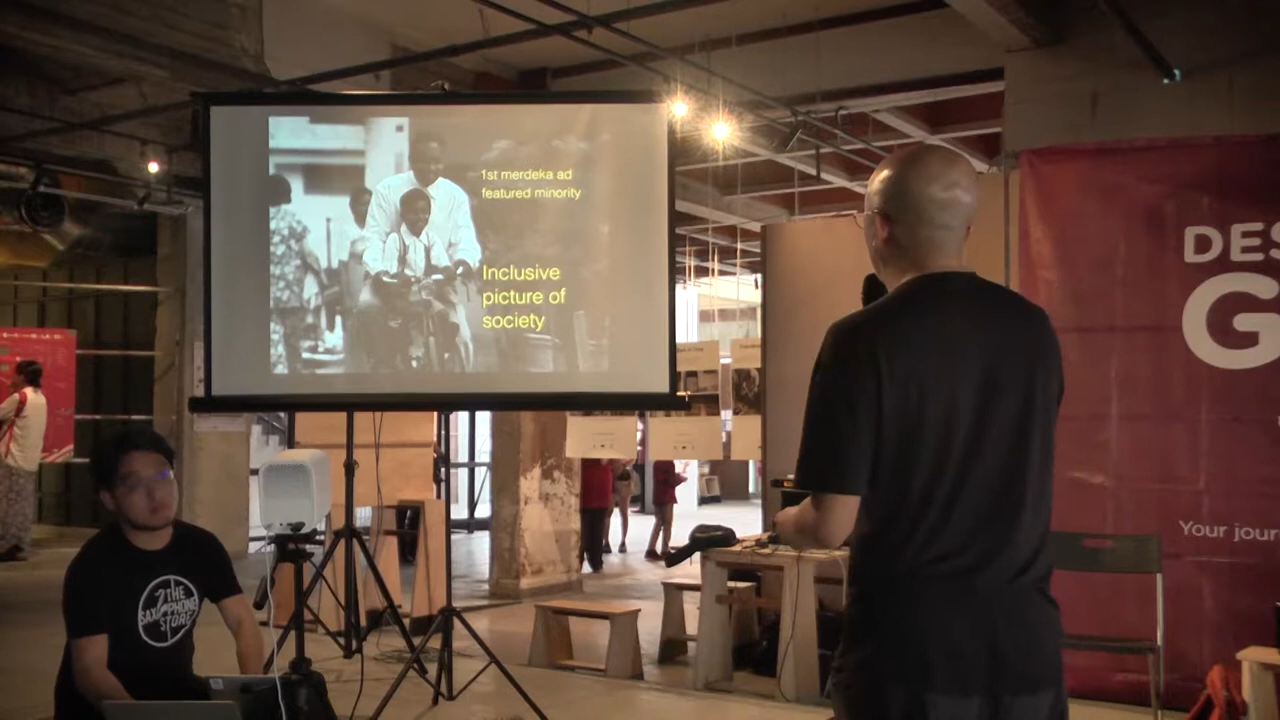 1st merdeka ad
featured minority
Inclusive
picture of
society
THE
SAXOPHONE
STORE
DES
G
Your jour